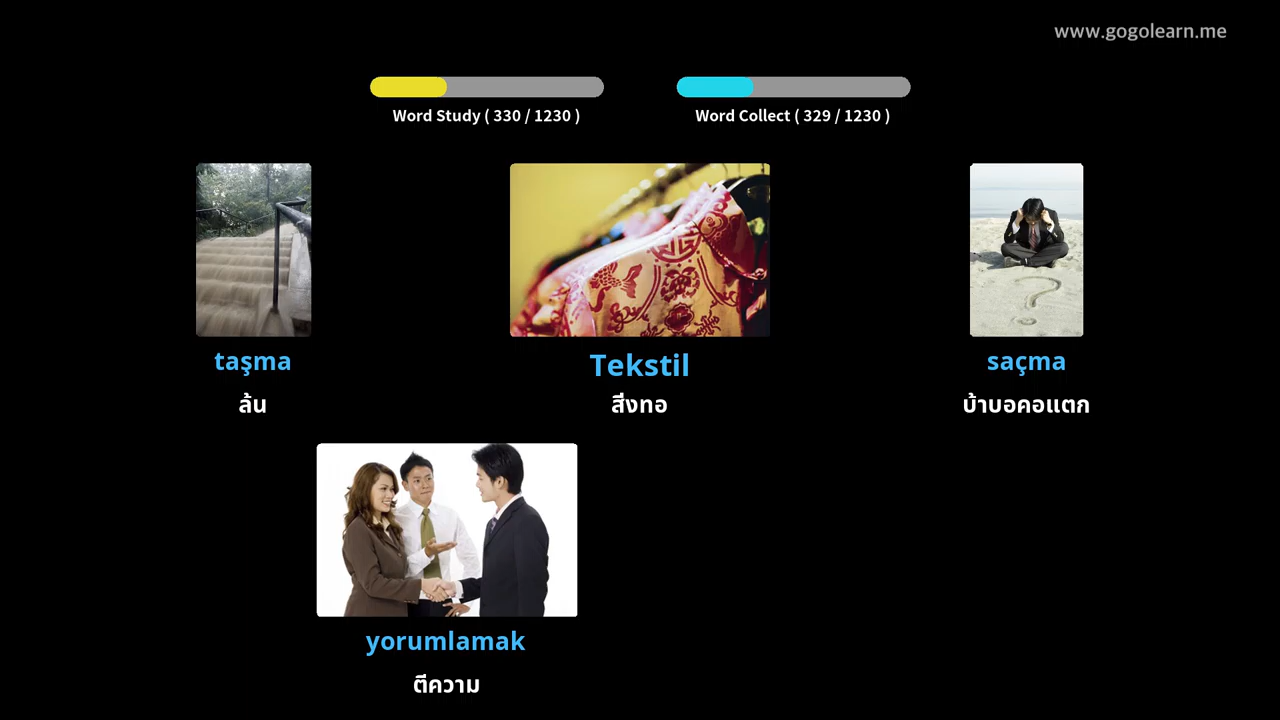 www.gogolearn.me
Word Study ( 330 / 1230 )
Word Collect ( 329 / 1230 )
taşma
Tekstil
saçma
ล้น
สิ่งทอ
บ้าบอคอแตก
yorumlamak
ตีความ